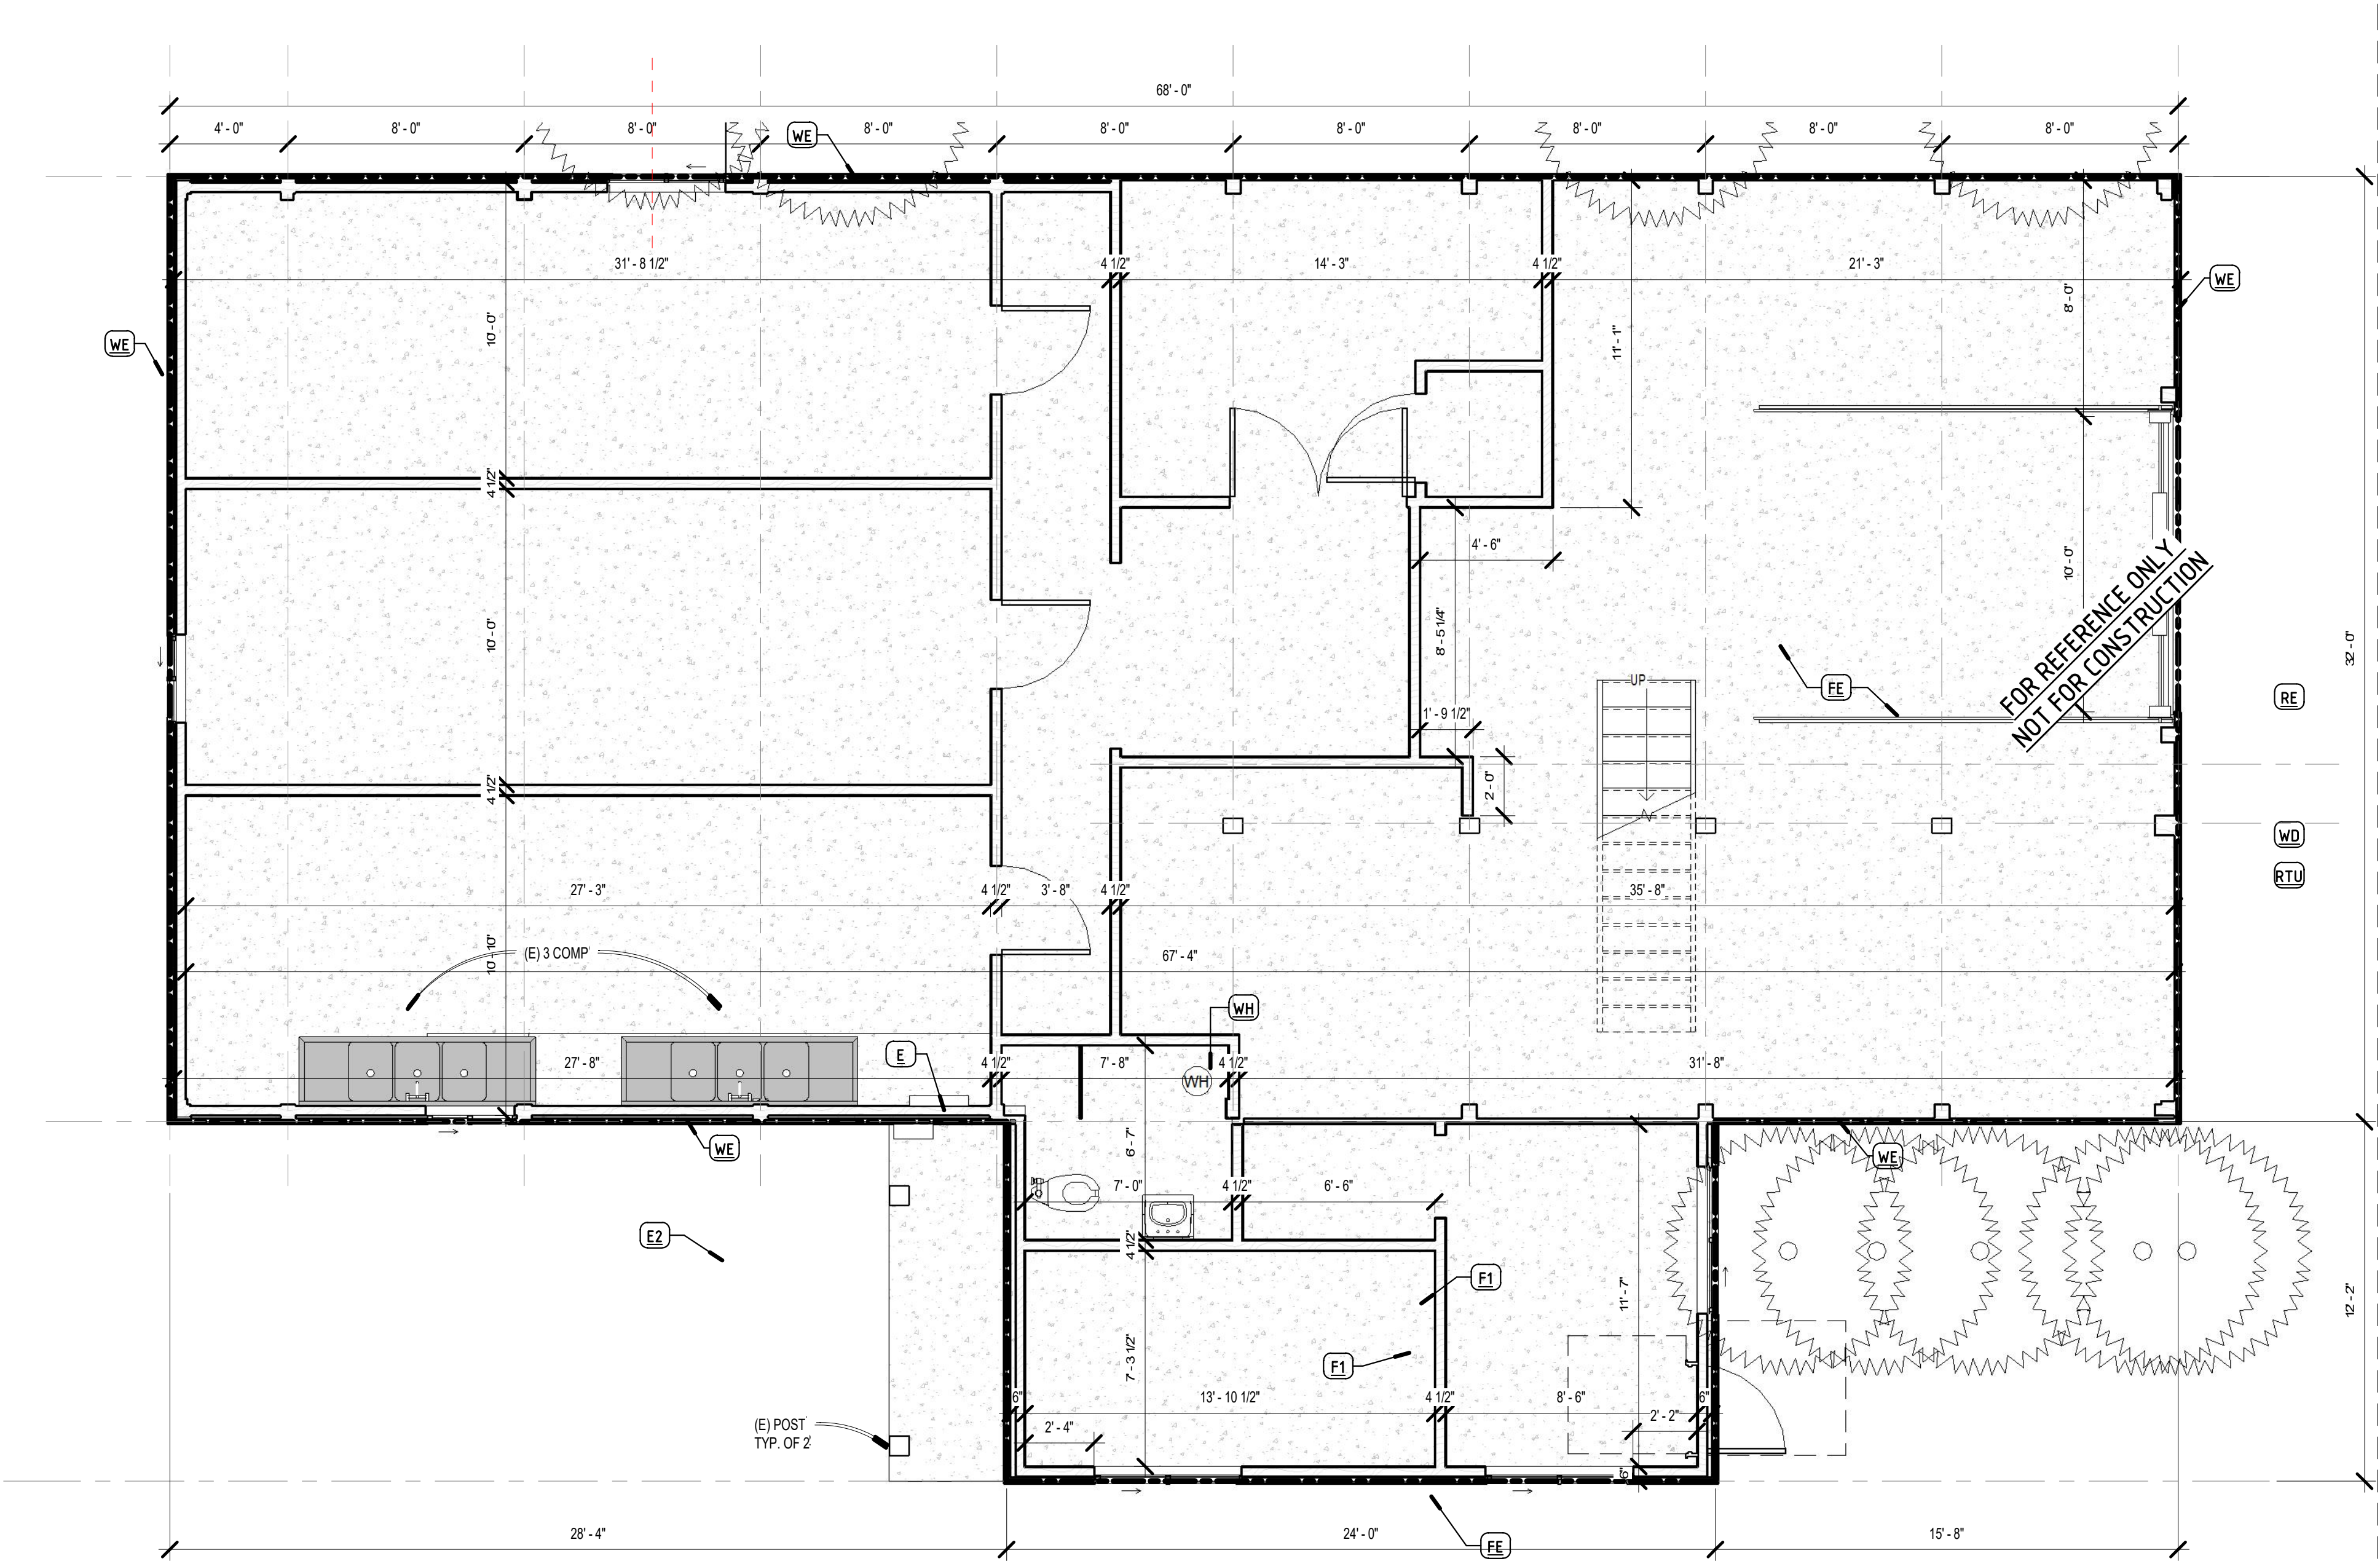 68' - 0"
4' - 0"
8' - 0"
8' - 0"
8' - 0"
8' - 0"
8' - 0"
8' - 0"
8' - 0"
8' - 0"
WE
31' - 8 1/2"
4 1/2"
14' - 3"
4 1/2"
21' - 3"
WE
8' - 0"
10' - 0"
11' - 1"
WE
4 1/2"
4' - 6"
10' - 0"
FOR REFERENCE ONLY
NOT FOR CONSTRUCTION
10' - 0"
8' - 5 1/4"
32' - 0"
UP
FE
RE
1' - 9 1/2"
4 1/2"
2' - 0"
WD
RTU
27' - 3"
4 1/2"
3' - 8"
4 1/2"
35' - 8"
(E) 3 COMP
10' - 10"
67' - 4"
WH
E
27' - 8"
4 1/2"
7' - 8"
4 1/2"
31' - 8"
WH
WE
6' - 7"
WE
7' - 0"
4 1/2"
6' - 6"
E2
4 1/2"
F1
11' - 7"
12' - 2"
7' - 3 1/2"
F1
6"
13' - 10 1/2"
4 1/2"
8' - 6"
6"
(E) POST
TYP. OF 2
2' - 4"
2' - 2"
6"
28' - 4"
24' - 0"
15' - 8"
FE